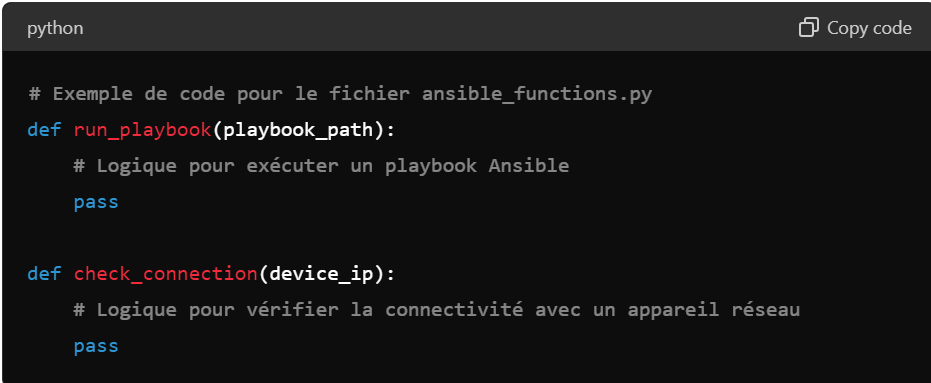 python
Copy code
# Exemple de code pour le fichier ansible_functions.py
def run_playbook(playbook_path):
    # Logique pour exécuter un playbook Ansible
    pass
def check_connection(device_ip):
    # Logique pour vérifier la connectivité avec un appareil réseau
    pass